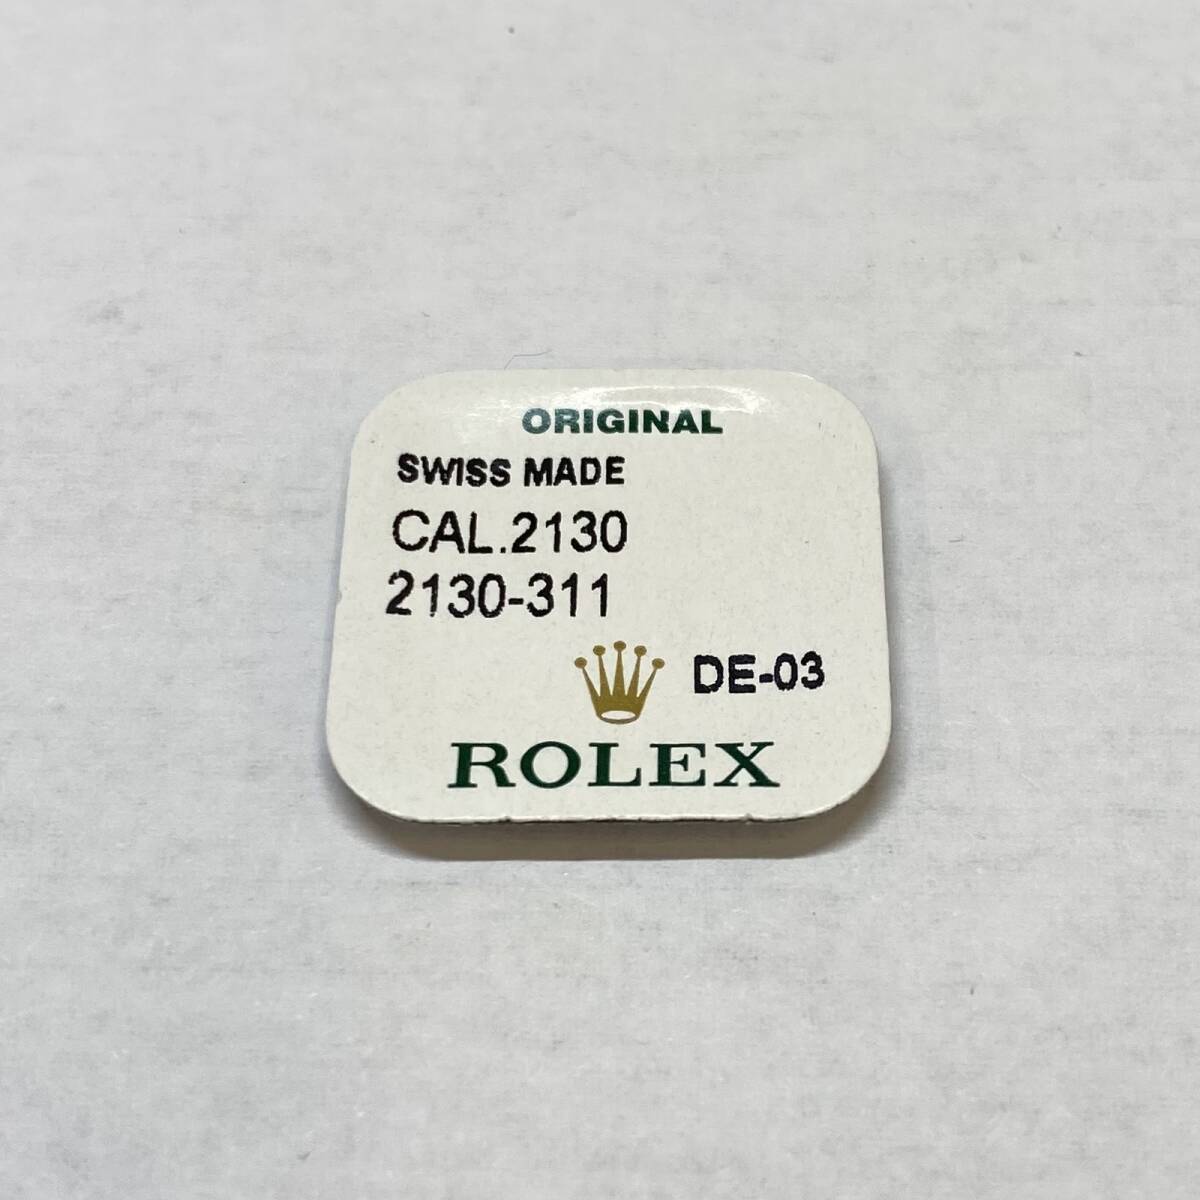 ORIGINAL
SWISS MADE
CAL.2130
2130-311
DE-03
ROLEX